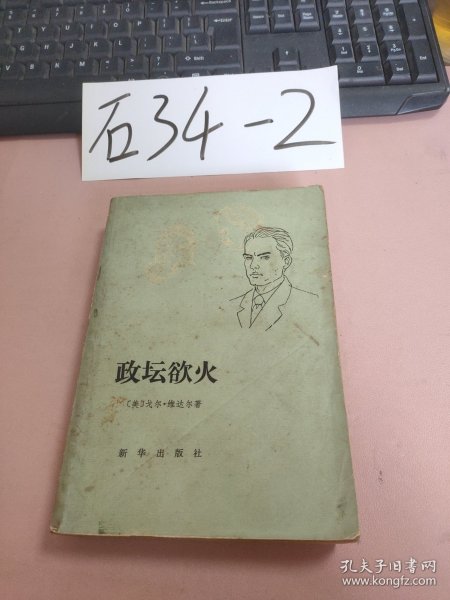 石34-2
政坛欲火
〔美〕戈尔·维达尔著
新华出版社
孔夫子旧书网
www.kongfz.com